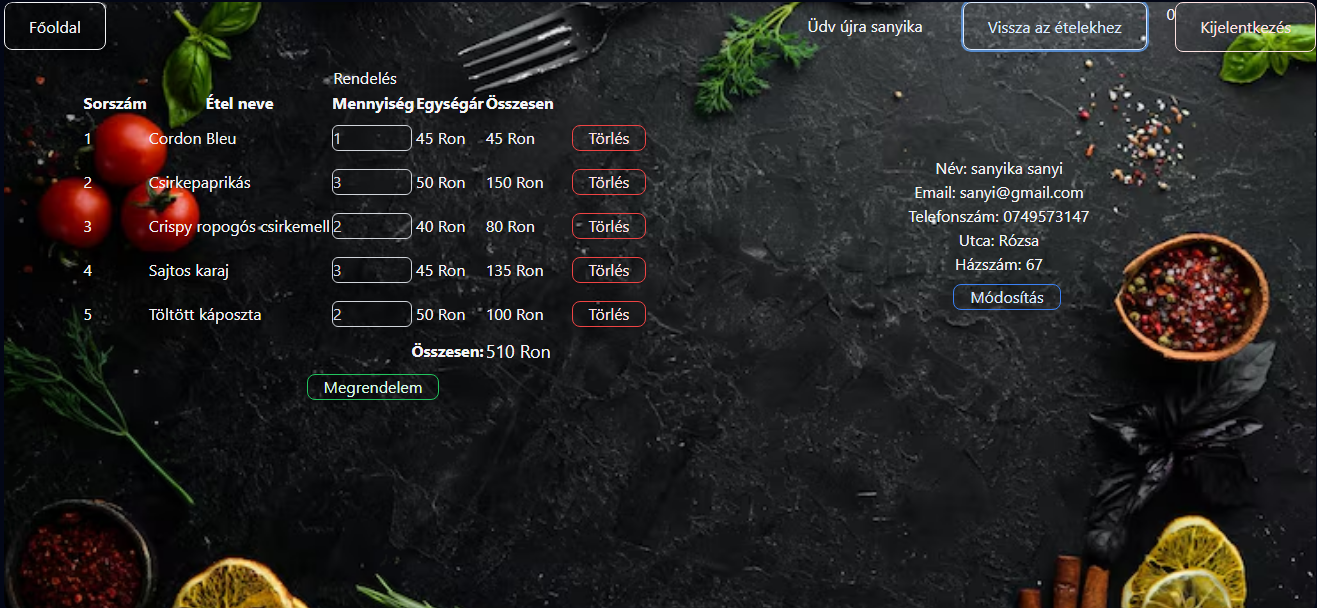 Főoldal Üdv újra sanyika Vissza az ételekhez 0 Kijelentkezés
Rendelés
Sorszám Étel neve Mennyiség Egységár Összesen
1 Cordon Bleu 1 45 Ron 45 Ron Törlés
2 Csirkepaprikás 3 50 Ron 150 Ron Törlés
3 Crispy ropogós csirkemell 2 40 Ron 80 Ron Törlés
4 Sajtos karaj 3 45 Ron 135 Ron Törlés
5 Töltött káposzta 2 50 Ron 100 Ron Törlés
Összesen: 510 Ron
Megrendelem
Név: sanyika sanyi
Email: sanyi@gmail.com
Telefonszám: 0749573147
Utca: Rózsa
Házszám: 67
Módosítás